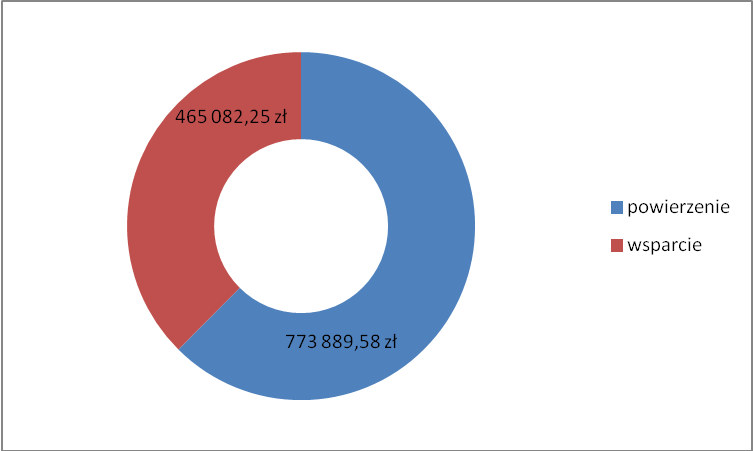 465 082,25 zł
powierzenie
wsparcie
773 889,58 zł